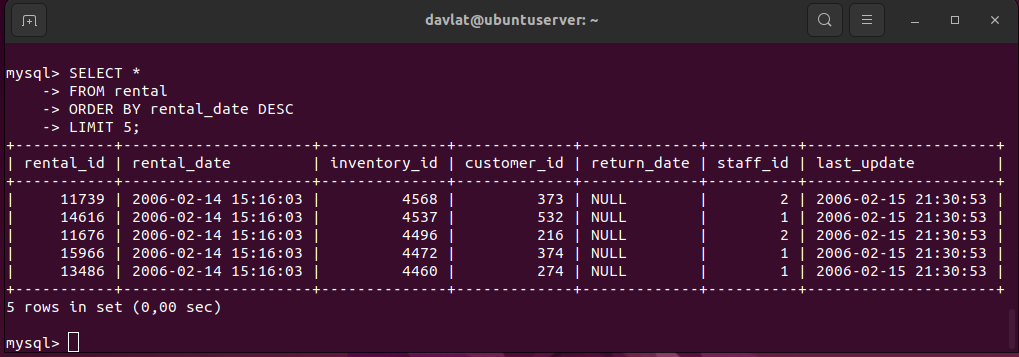 davlat@ubuntuserver: ~
mysql> SELECT *
    -> FROM rental
    -> ORDER BY rental_date DESC
    -> LIMIT 5;
+-----------+---------------------+--------------+-------------+-------------+----------+---------------------+
| rental_id | rental_date         | inventory_id | customer_id | return_date | staff_id | last_update         |
+-----------+---------------------+--------------+-------------+-------------+----------+---------------------+
|     11739 | 2006-02-14 15:16:03 |         4568 |         373 | NULL        |        2 | 2006-02-15 21:30:53 |
|     14616 | 2006-02-14 15:16:03 |         4537 |         532 | NULL        |        1 | 2006-02-15 21:30:53 |
|     11676 | 2006-02-14 15:16:03 |         4496 |         216 | NULL        |        2 | 2006-02-15 21:30:53 |
|     15966 | 2006-02-14 15:16:03 |         4472 |         374 | NULL        |        1 | 2006-02-15 21:30:53 |
|     13486 | 2006-02-14 15:16:03 |         4460 |         274 | NULL        |        1 | 2006-02-15 21:30:53 |
+-----------+---------------------+--------------+-------------+-------------+----------+---------------------+
5 rows in set (0,00 sec)
mysql>